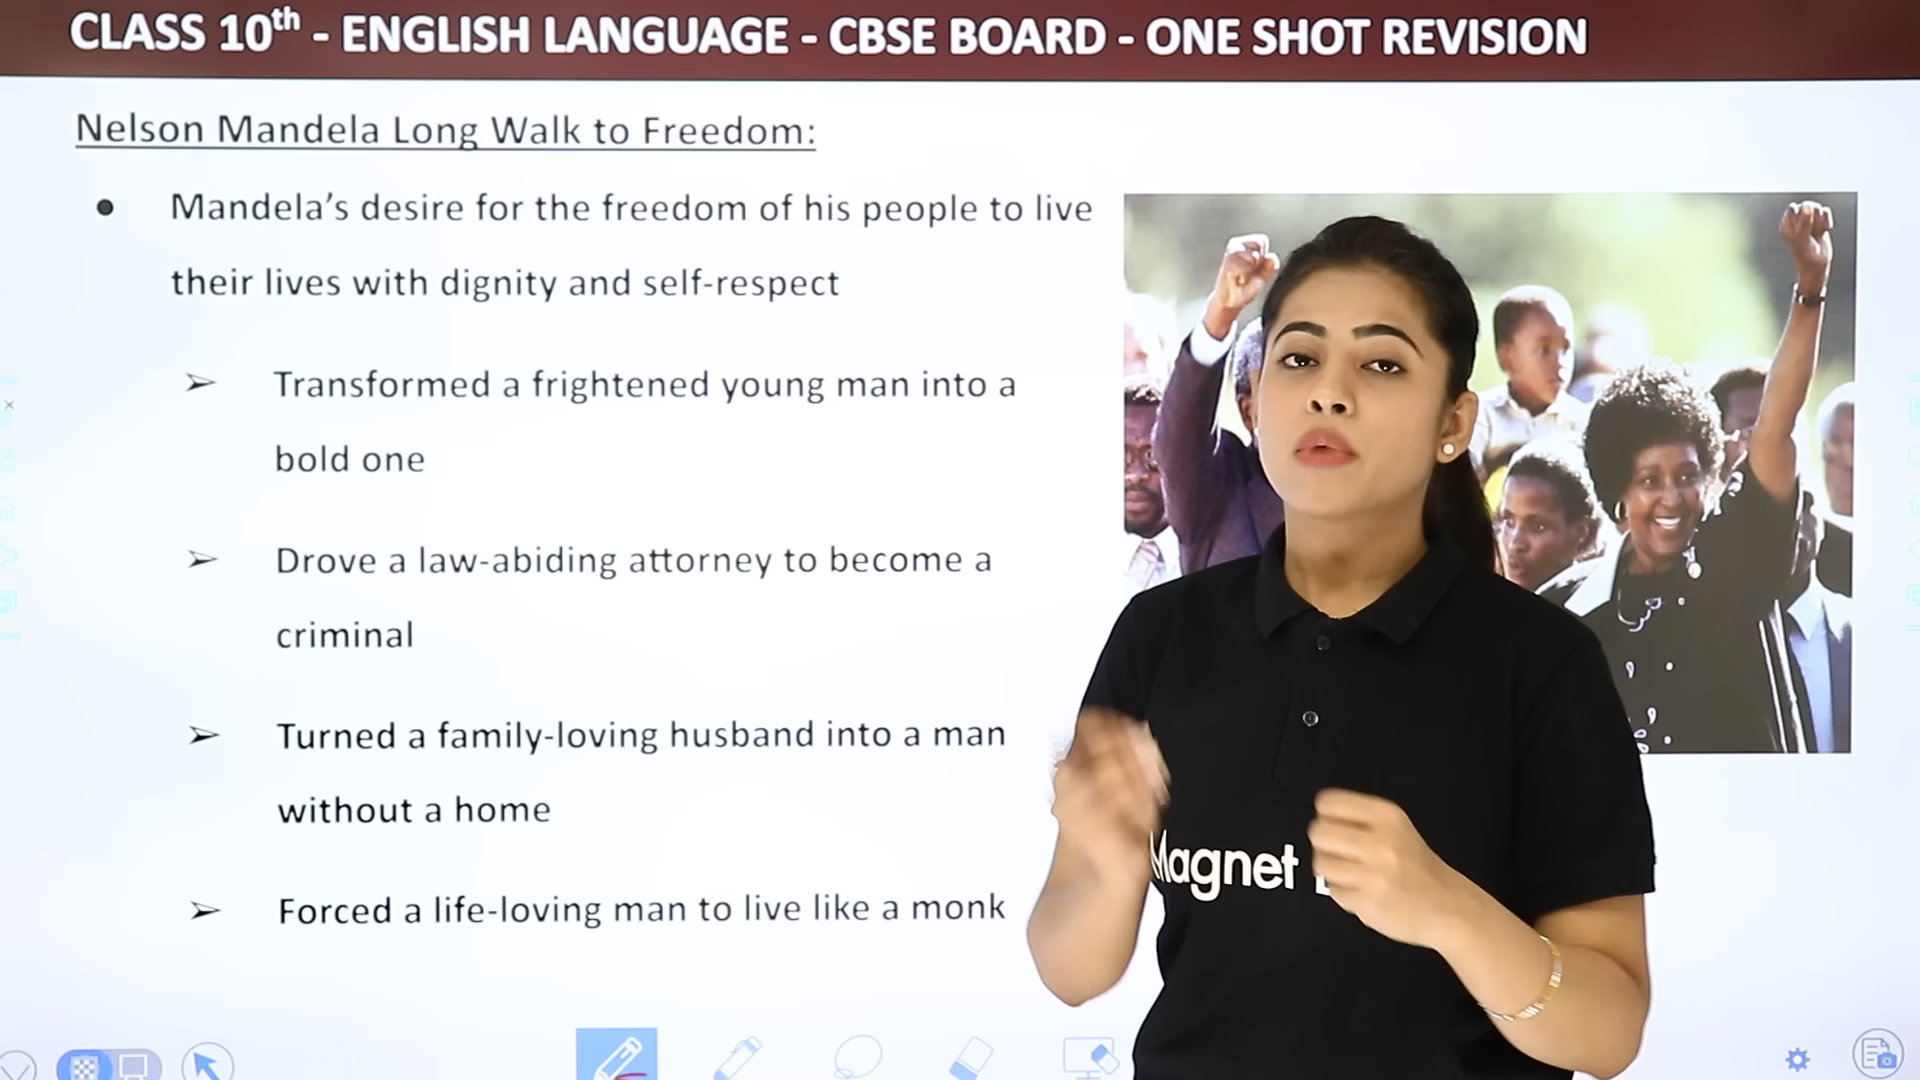 CLASS 10th - ENGLISH LANGUAGE - CBSE BOARD - ONE SHOT REVISION
Nelson Mandela Long Walk to Freedom:
● Mandela’s desire for the freedom of his people to live
their lives with dignity and self-respect
➢ Transformed a frightened young man into a
bold one
➢ Drove a law-abiding attorney to become a
criminal
➢ Turned a family-loving husband into a man
without a home
➢ Forced a life-loving man to live like a monk
Magnet